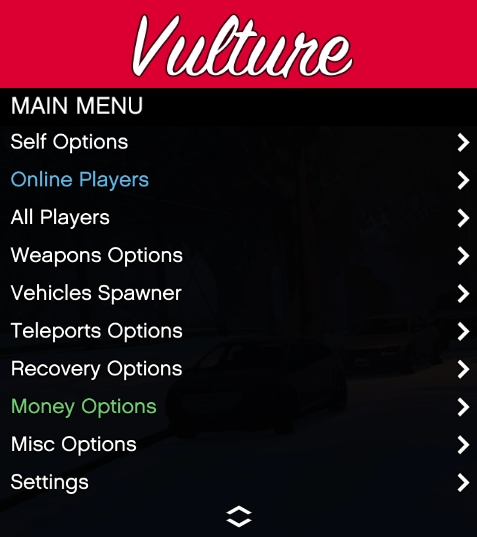 Vulture
MAIN MENU
Self Options
Online Players
All Players
Weapons Options
Vehicles Spawner
Teleports Options
Recovery Options
Money Options
Misc Options
Settings